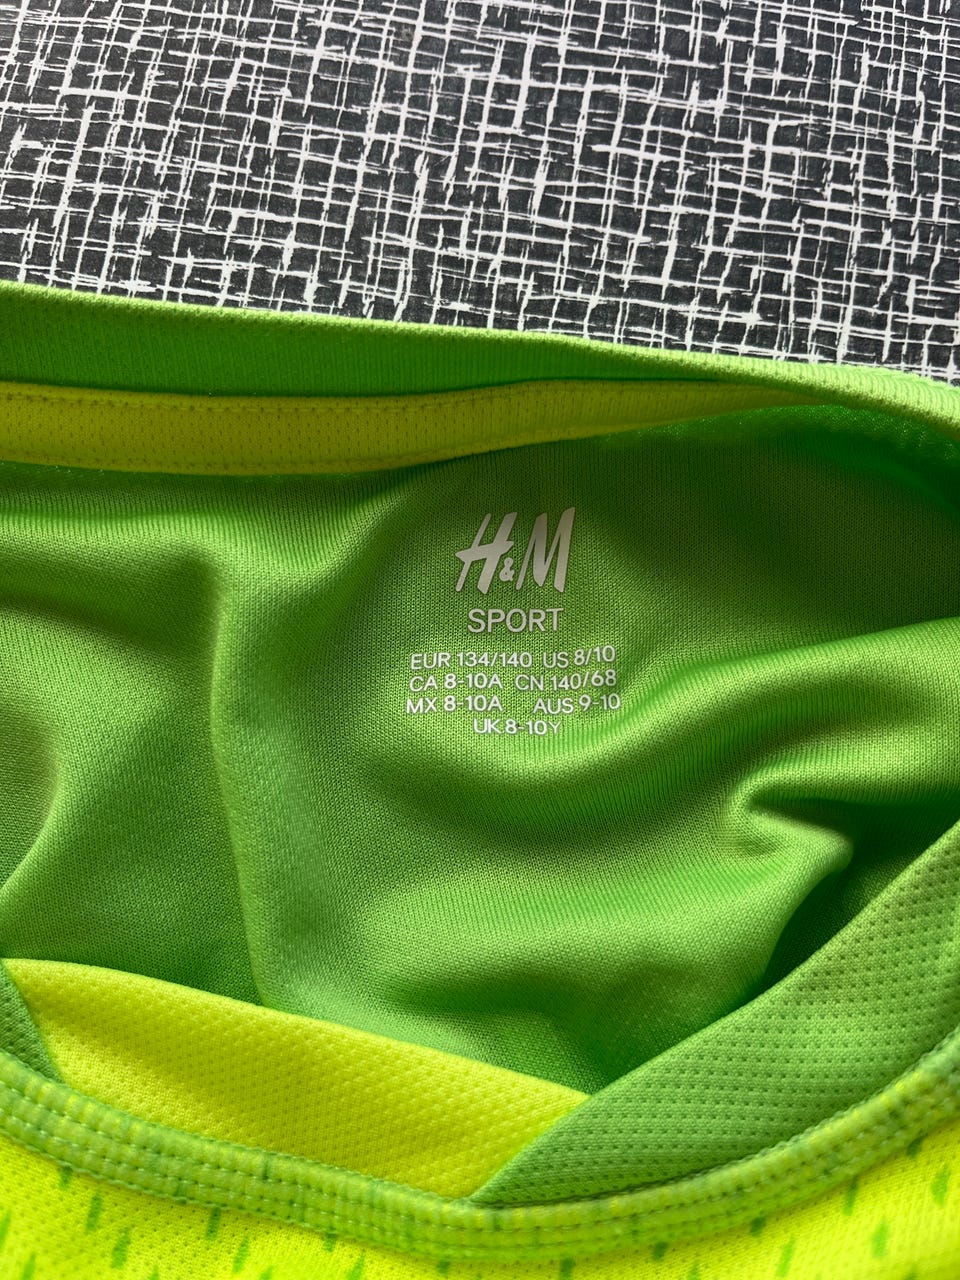 H&M
SPORT
EUR 134/140 US 8/10
CA 8-10A CN 140/68
MX 8-10A AUS 9-10
UK 8-10Y